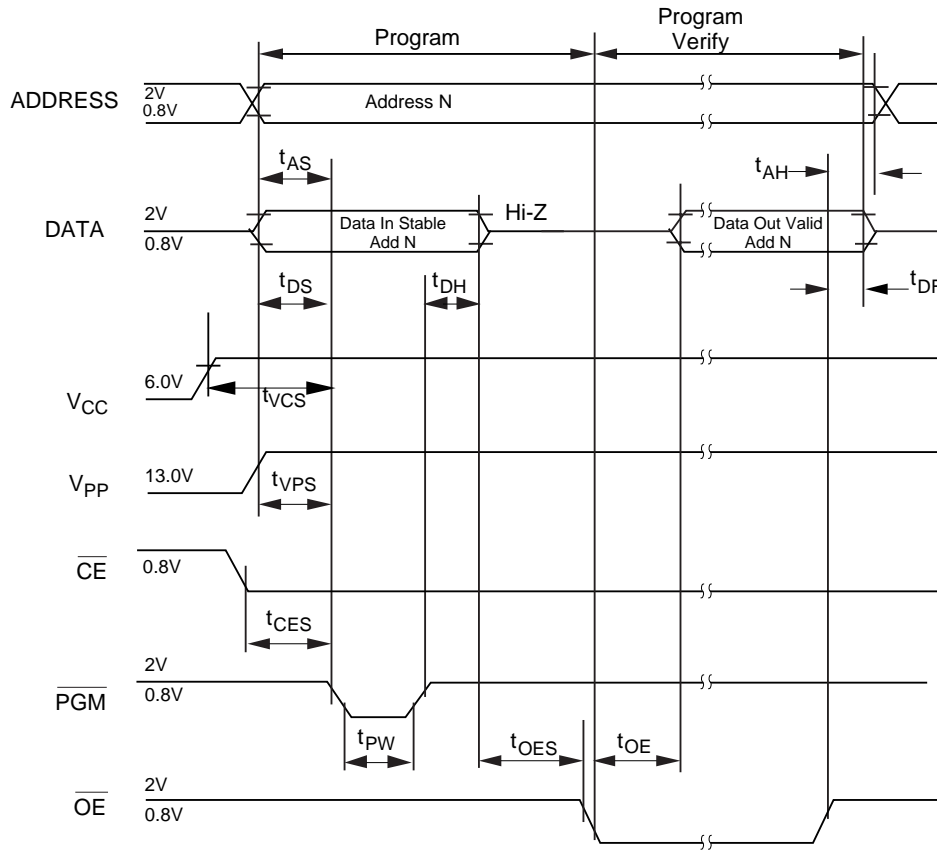 Program
Program
Verify
ADDRESS
2V
0.8V
Address N
tAS
tAH
DATA
2V
0.8V
Data In Stable
Add N
Hi-Z
Data Out Valid
Add N
tDS
tDH
tDF
VCC
6.0V
tVCS
VPP
13.0V
tVPS
CE
0.8V
tCES
PGM
2V
0.8V
tPW
tOES
tOE
OE
2V
0.8V